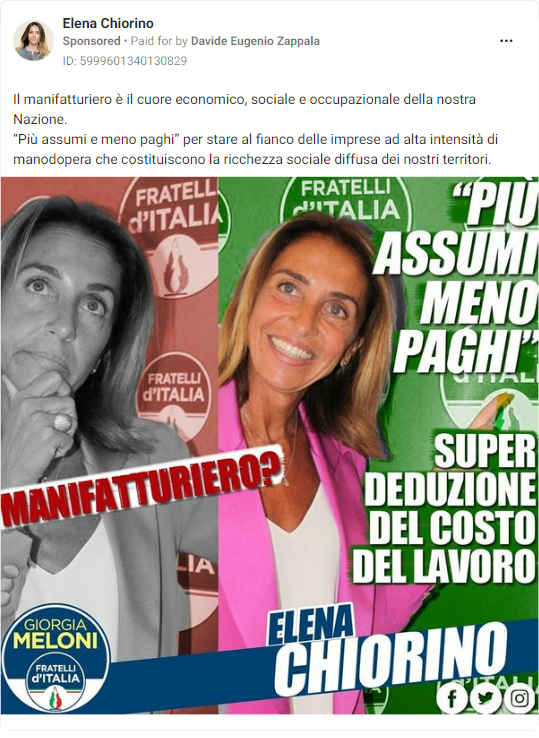 Elena Chiorino
Sponsored • Paid for by Davide Eugenio Zappala
ID: 5999601340130829
Il manifatturiero è il cuore economico, sociale e occupazionale della nostra
Nazione.
“Più assumi e meno paghi” per stare al fianco delle imprese ad alta intensità di
manodopera che costituiscono la ricchezza sociale diffusa dei nostri territori.
FRATELLI
d'ITALIA
FRATELLI
d'ITALIA
“PIÙ
ASSUMI
MENO
PAGHI”
FRATELLI
d'ITALIA
MANIFATTURIERO?
SUPER
DEDUZIONE
DEL COSTO
DEL LAVORO
GIORGIA
MELONI
FRATELLI
d'ITALIA
ELENA
CHIORINO